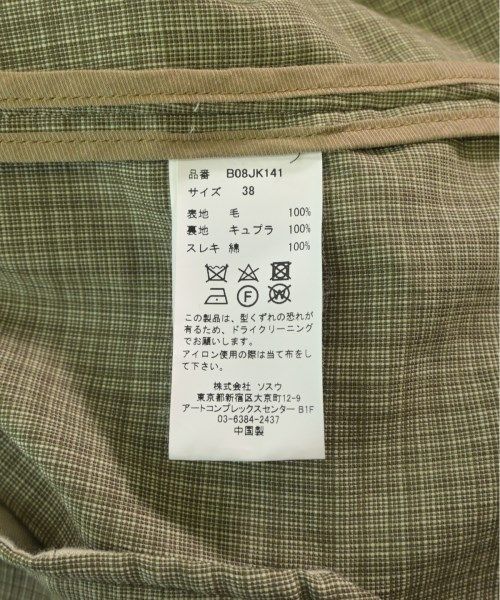 品番 B08JK141
サイズ 38
表地 毛 100%
裏地 キュプラ 100%
スレキ 綿 100%
この製品は、型くずれの恐れが
有るため、ドライクリーニング
でお願いします。
アイロン使用の際は当て布をし
て下さい。
株式会社 ソスウ
東京都新宿区大京町12-9
アートコンプレックスセンター B1F
03-6384-2437
中国製